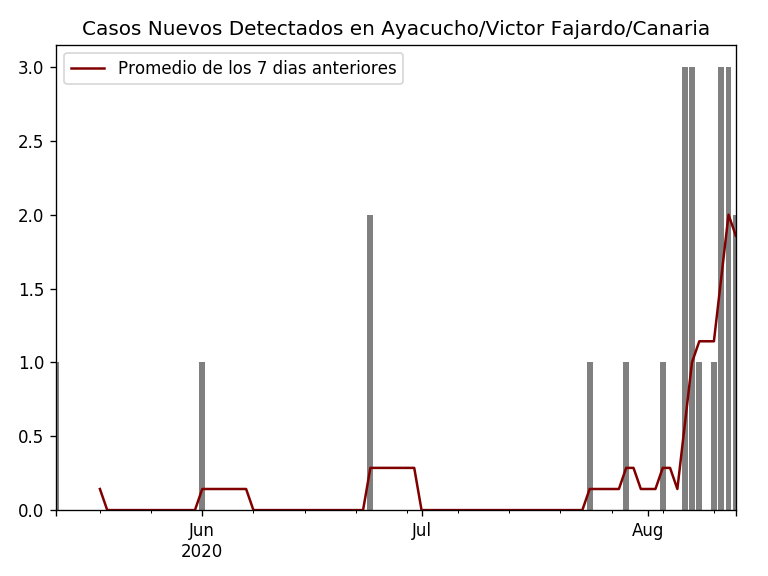 Casos Nuevos Detectados en Ayacucho/Victor Fajardo/Canaria
Promedio de los 7 dias anteriores
3.0
2.5
2.0
1.5
1.0
0.5
0.0
Jun Jul Aug
2020